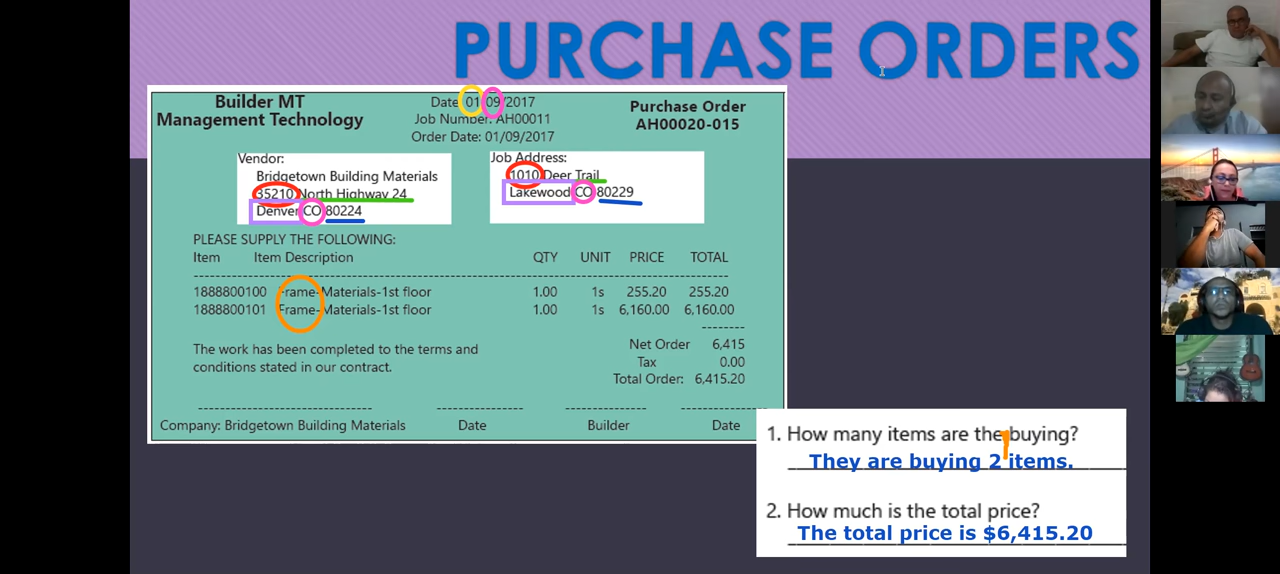 PURCHASE ORDERS
Builder MT
Management Technology
Date: 01/09/2017
Job Number: AH00011
Order Date: 01/09/2017
Purchase Order
AH00020-015
Vendor:
Bridgetown Building Materials
35210 North Highway 24
Denver CO 80224
Job Address:
1010 Deer Trail
Lakewood CO 80229
PLEASE SUPPLY THE FOLLOWING:
Item Item Description QTY UNIT PRICE TOTAL
1888800100 Frame-Materials-1st floor 1.00 1s 255.20 255.20
1888800101 Frame-Materials-1st floor 1.00 1s 6,160.00 6,160.00
Net Order 6,415
Tax 0.00
Total Order: 6,415.20
The work has been completed to the terms and
conditions stated in our contract.
Company: Bridgetown Building Materials Date Builder Date
1. How many items are the buying?
They are buying 2 items.
2. How much is the total price?
The total price is $6,415.20